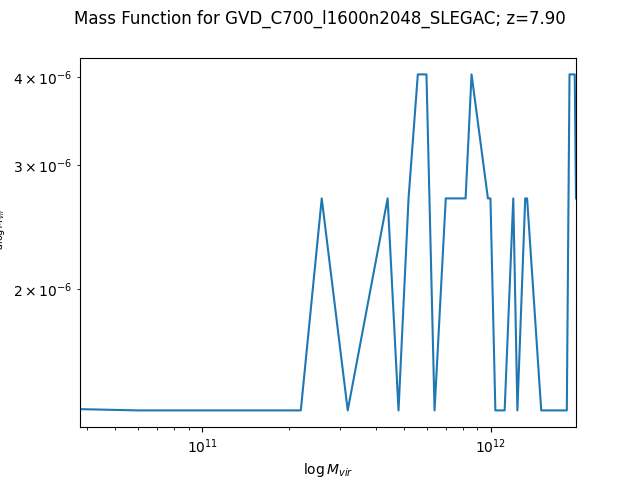 Mass Function for GVD_C700_l1600n2048_SLEGAC; z=7.90
4 × 10⁻⁶
3 × 10⁻⁶
2 × 10⁻⁶
10¹¹
10¹²
log M_vir